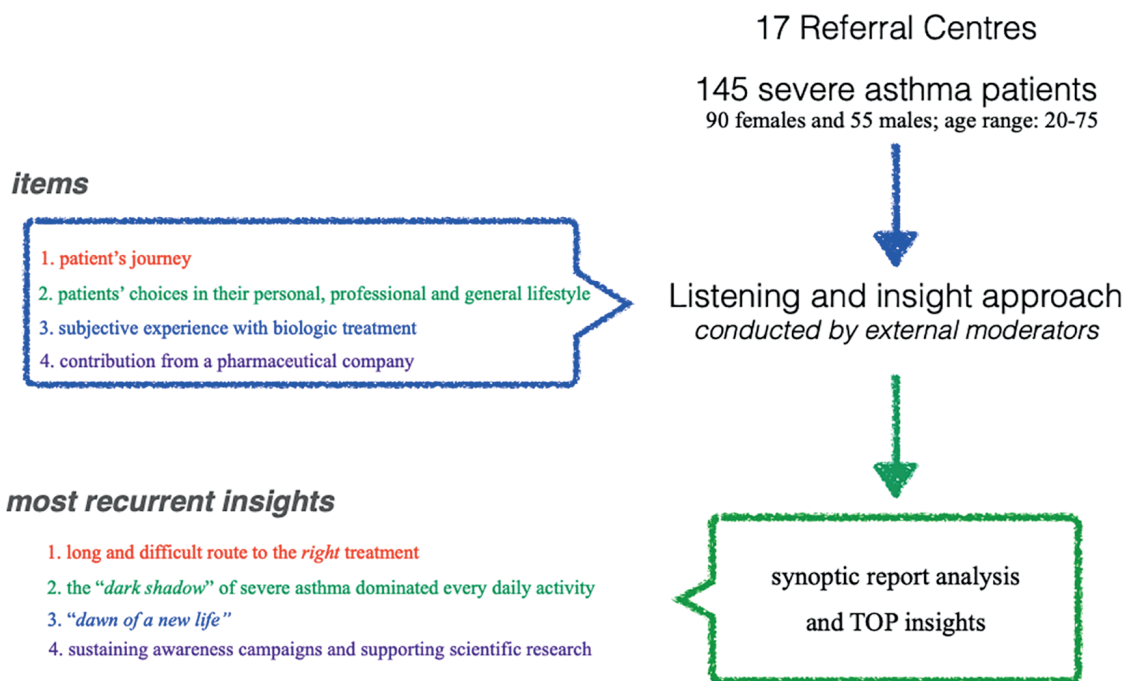 17 Referral Centres
145 severe asthma patients
90 females and 55 males; age range: 20-75
items
1. patient’s journey
2. patients’ choices in their personal, professional and general lifestyle
3. subjective experience with biologic treatment
4. contribution from a pharmaceutical company
Listening and insight approach
conducted by external moderators
most recurrent insights
1. long and difficult route to the right treatment
2. the “dark shadow” of severe asthma dominated every daily activity
3. “dawn of a new life”
4. sustaining awareness campaigns and supporting scientific research
synoptic report analysis
and TOP insights